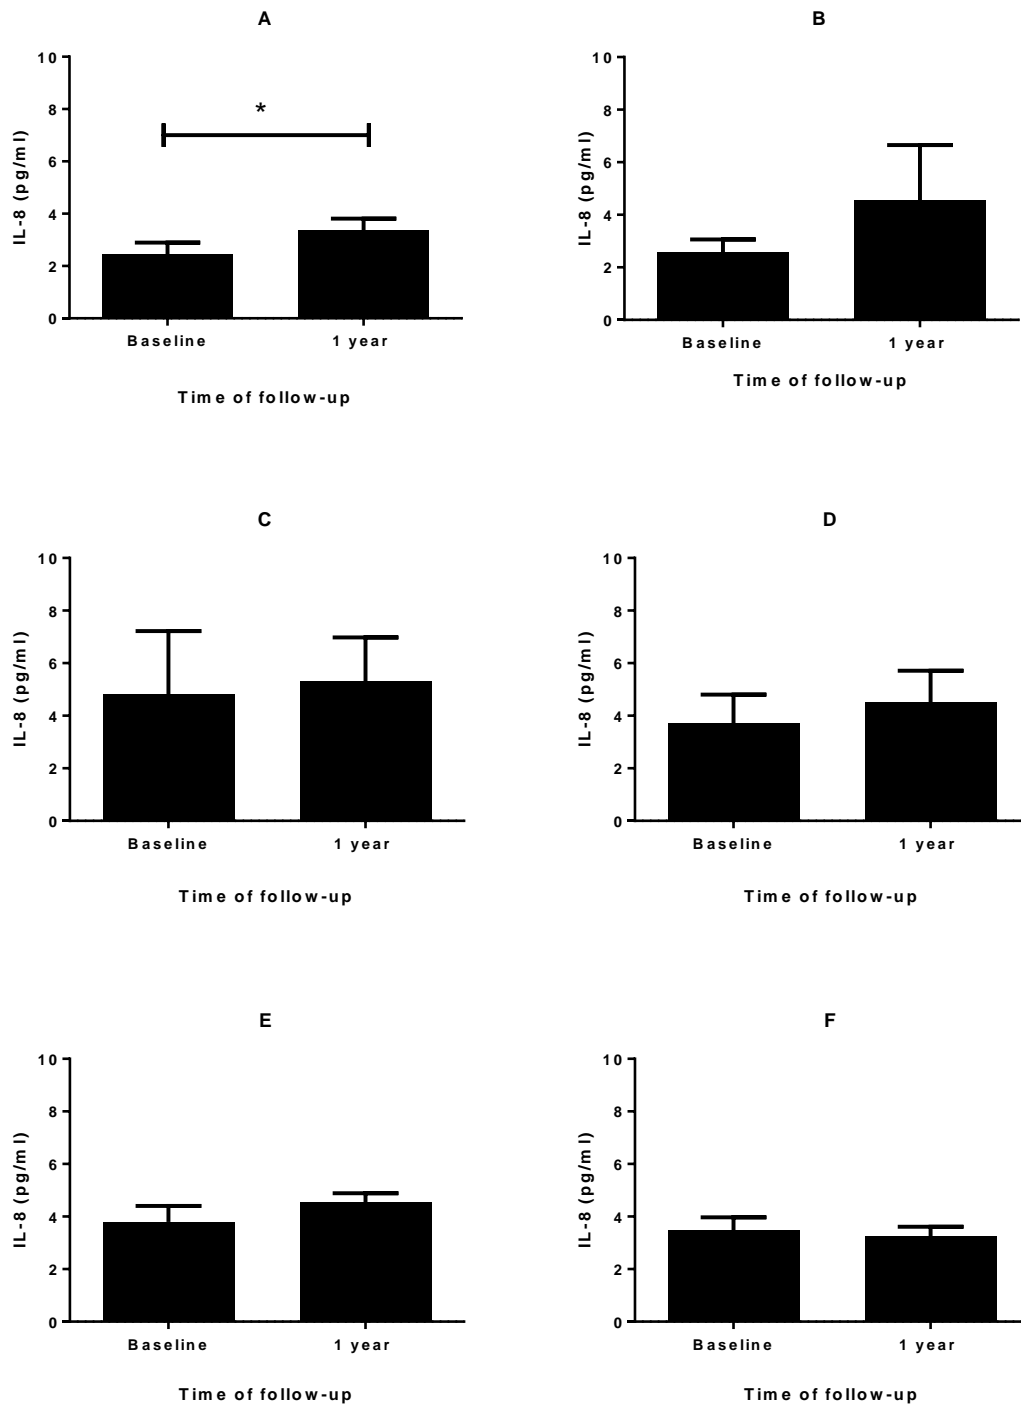 A
10
8
6
4
2
0
IL-8 (pg/ml)
*
Baseline 1 year
Time of follow-up
B
10
8
6
4
2
0
IL-8 (pg/ml)
Baseline 1 year
Time of follow-up
C
10
8
6
4
2
0
IL-8 (pg/ml)
Baseline 1 year
Time of follow-up
D
10
8
6
4
2
0
IL-8 (pg/ml)
Baseline 1 year
Time of follow-up
E
10
8
6
4
2
0
IL-8 (pg/ml)
Baseline 1 year
Time of follow-up
F
10
8
6
4
2
0
IL-8 (pg/ml)
Baseline 1 year
Time of follow-up